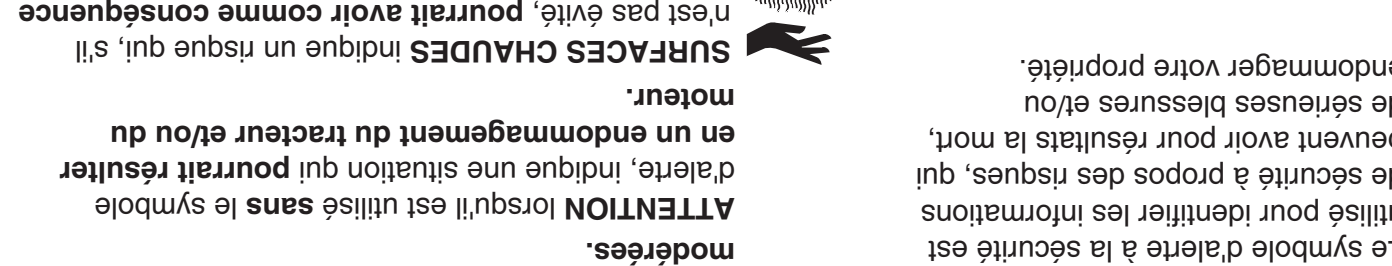 Le symbole d'alerte à la sécurité est
utilisé pour identifier les informations
de sécurité à propos des risques, qui
peuvent avoir pour résultats la mort,
de sérieuses blessures et/ou
endommager votre propriété.
modérées.
ATTENTION lorsqu'il est utilisé sans le symbole
d'alerte, indique une situation qui pourrait résulter
en un endommagement du tracteur et/ou du
moteur.
SURFACES CHAUDES indique un risque qui, s'il
n'est pas évité, pourrait avoir comme conséquence